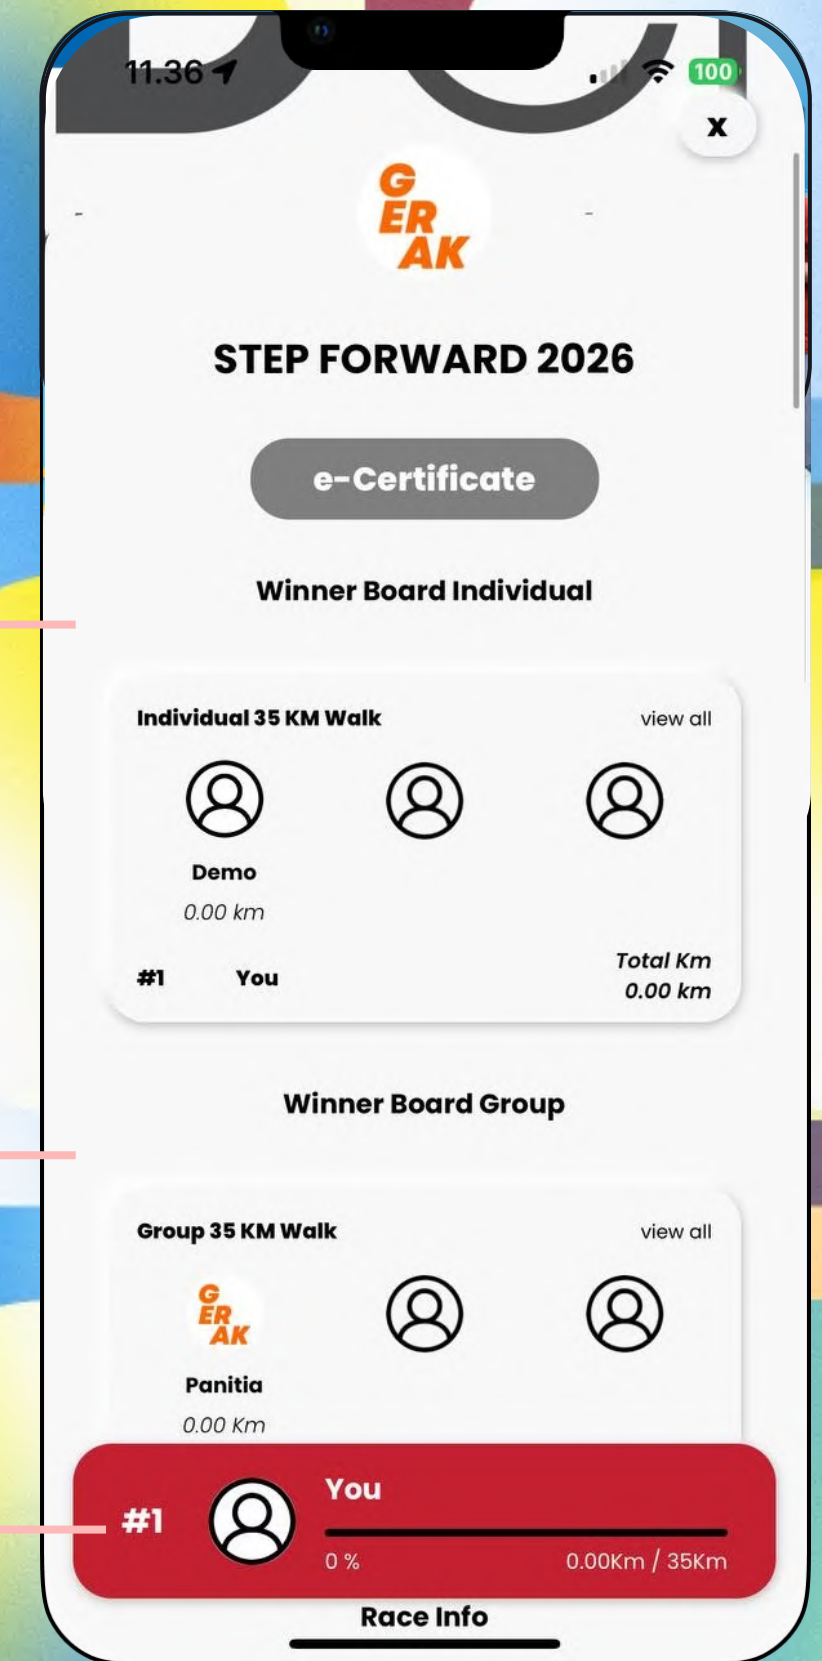 11.36
100
x
G
ER
AK
STEP FORWARD 2026
e-Certificate
Winner Board Individual
Individual 35 KM Walk view all
Demo
0.00 km
#1 You Total Km
0.00 km
Winner Board Group
Group 35 KM Walk view all
G
ER
AK
Panitia
0.00 Km
#1 You
0 % 0.00Km / 35Km
Race Info